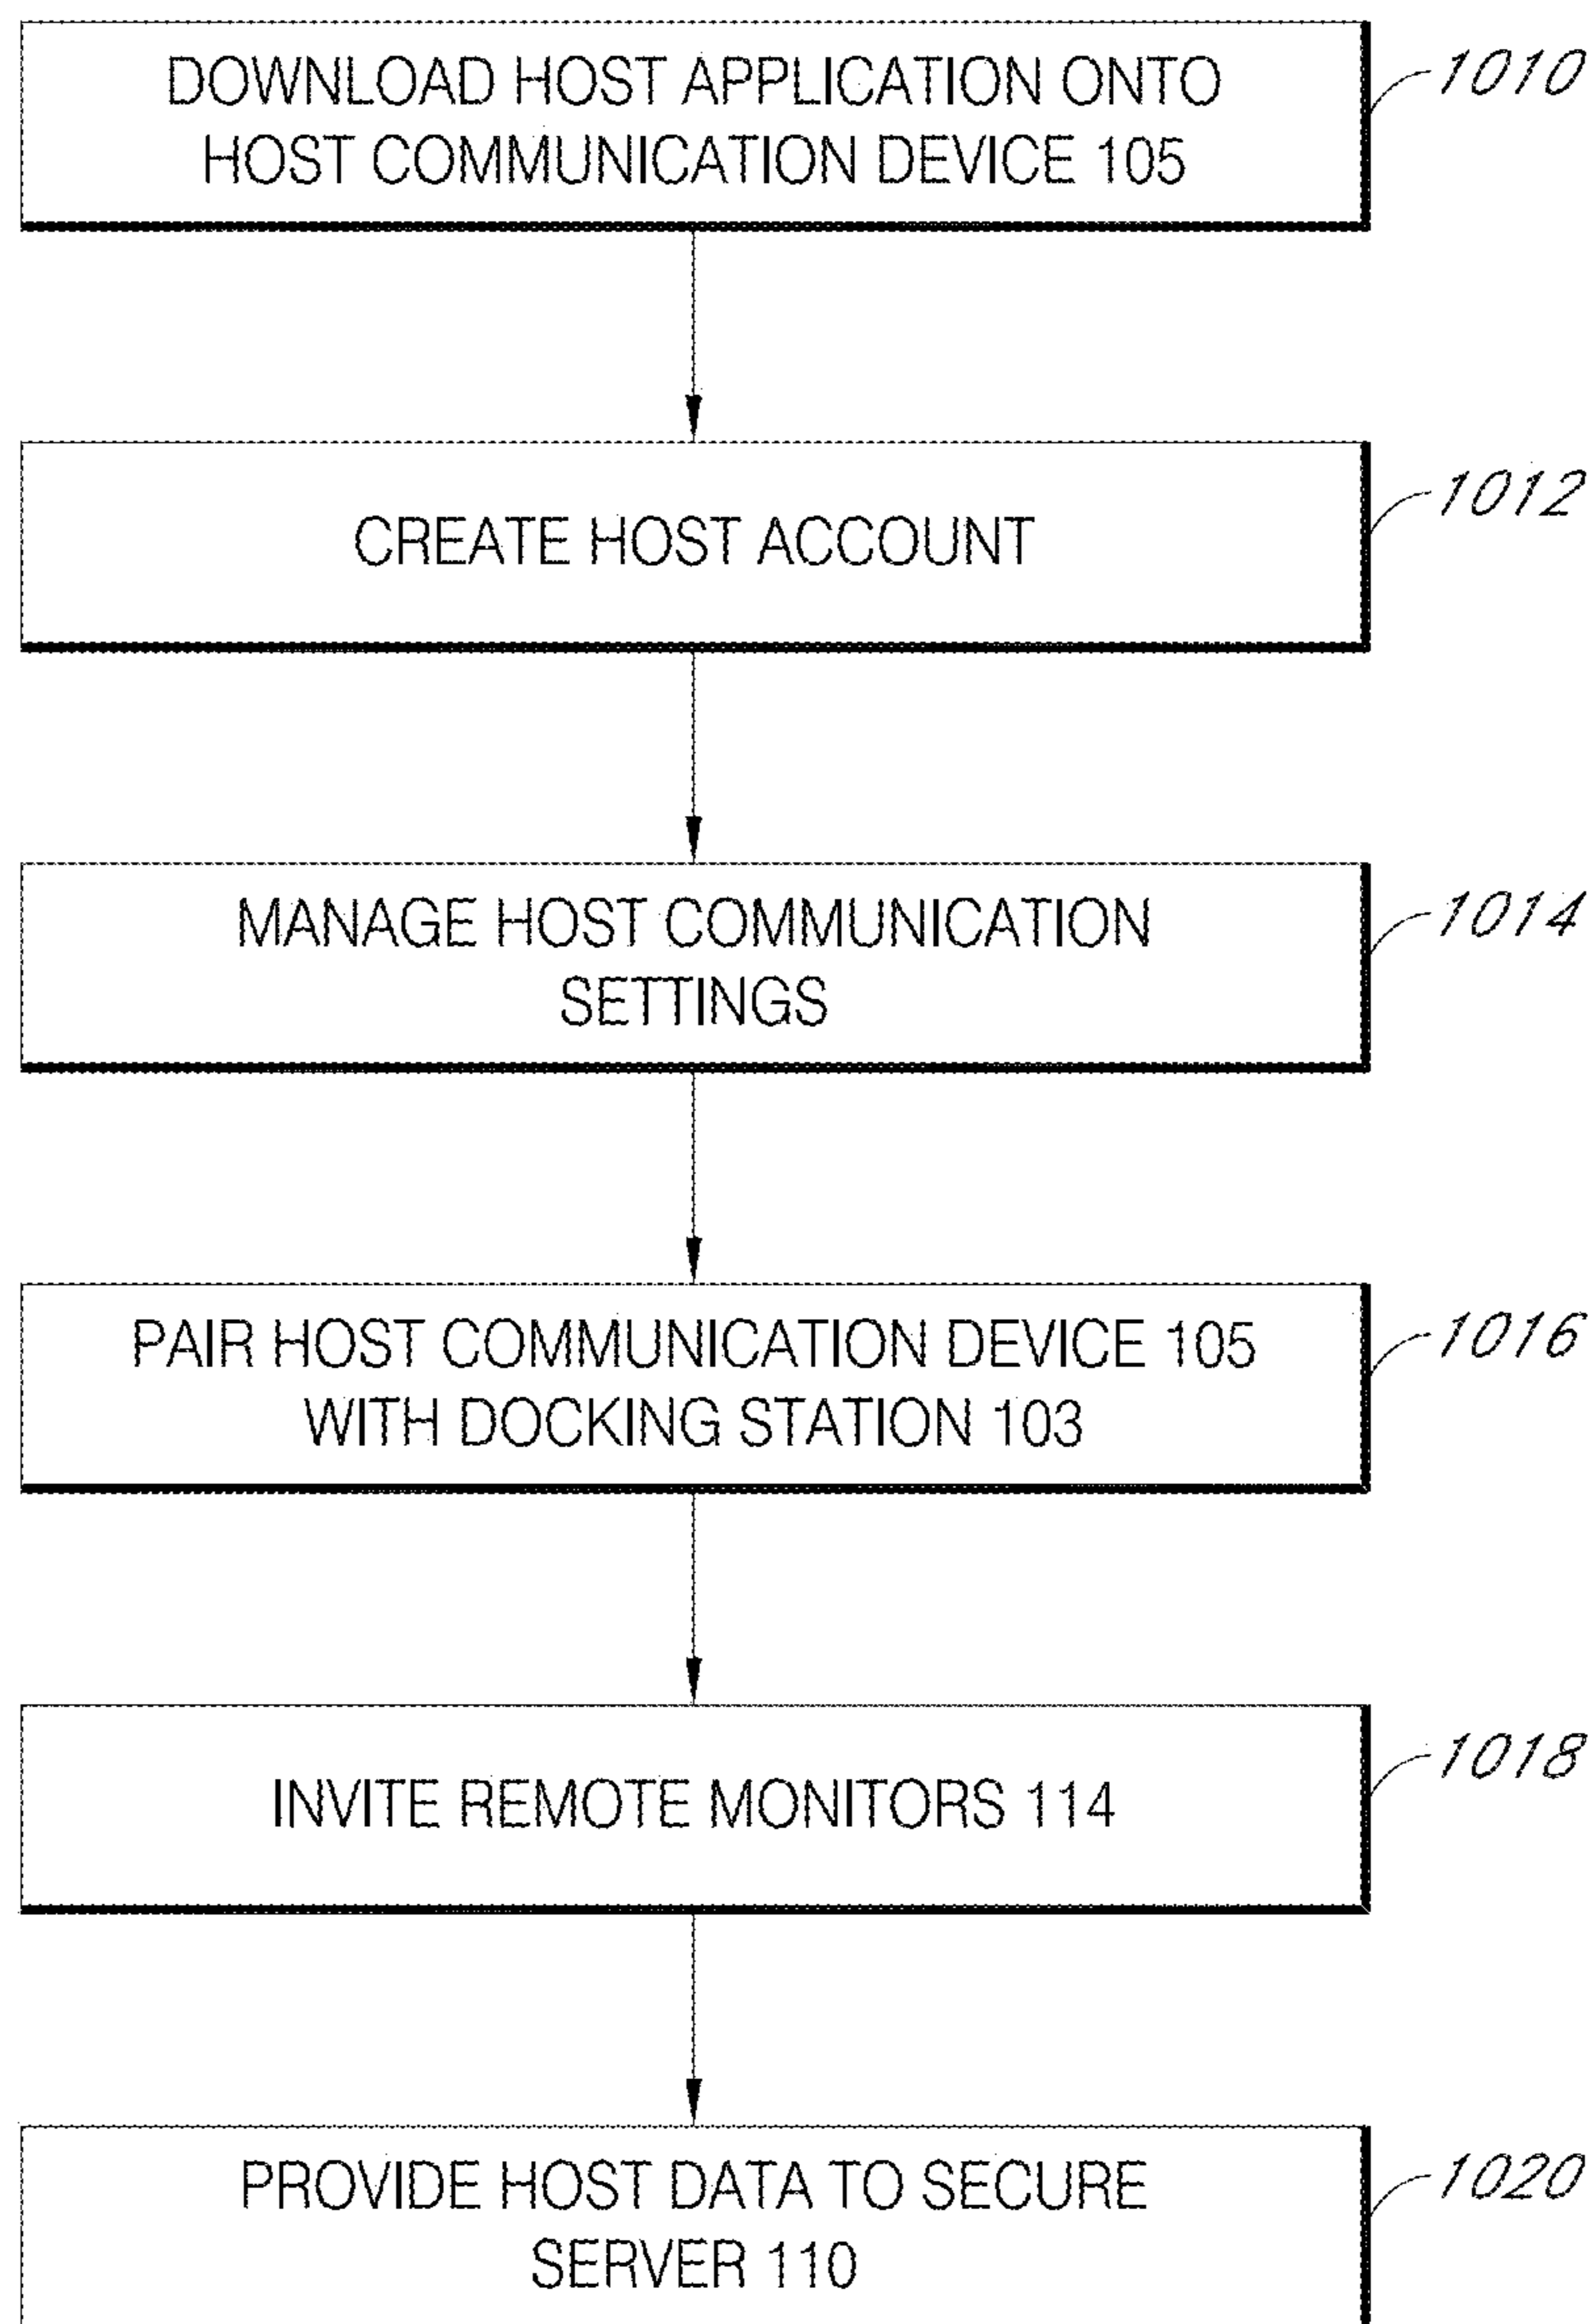 DOWNLOAD HOST APPLICATION ONTO
HOST COMMUNICATION DEVICE 105
1010
CREATE HOST ACCOUNT
1012
MANAGE HOST COMMUNICATION
SETTINGS
1014
PAIR HOST COMMUNICATION DEVICE 105
WITH DOCKING STATION 103
1016
INVITE REMOTE MONITORS 114
1018
PROVIDE HOST DATA TO SECURE
SERVER 110
1020